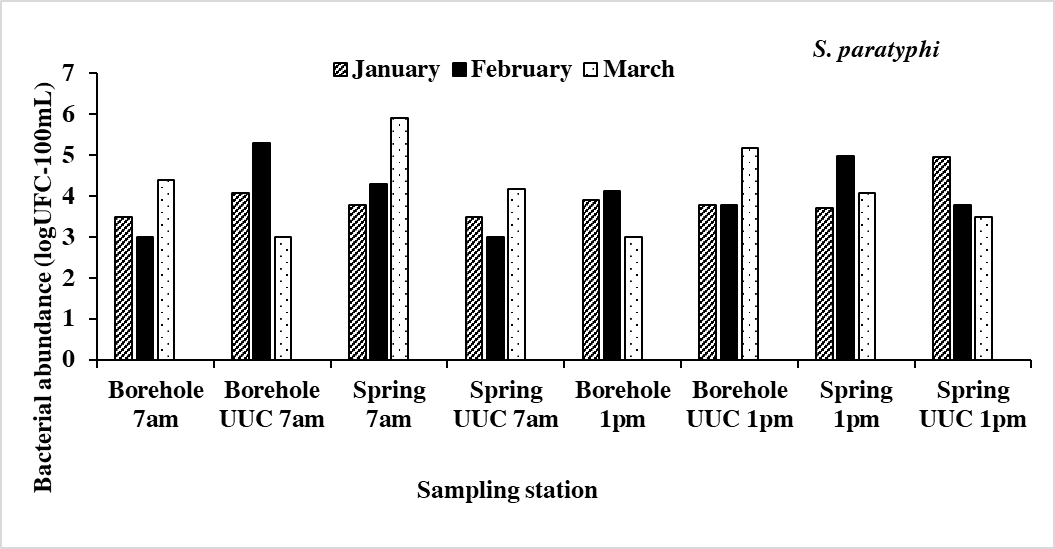 S. paratyphi
January February March
Bacterial abundance (logUFC-100mL)
7
6
5
4
3
2
1
0
Borehole 7am
Borehole UUC 7am
Spring 7am
Spring UUC 7am
Borehole 1pm
Borehole UUC 1pm
Spring 1pm
Spring UUC 1pm
Sampling station